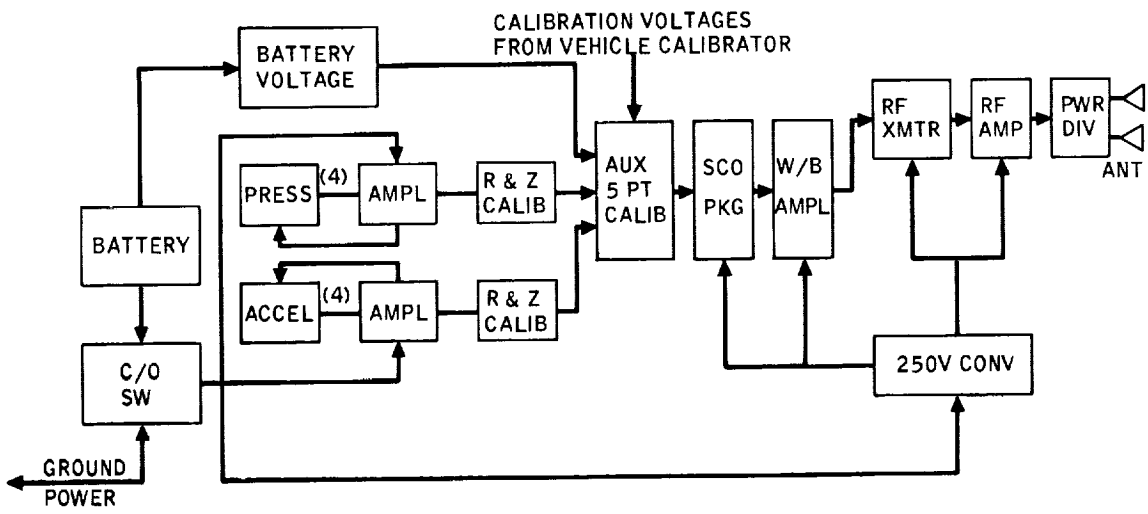 CALIBRATION VOLTAGES
FROM VEHICLE CALIBRATOR
BATTERY
VOLTAGE
RF
XMTR
RF
AMP
PWR
DIV
ANT
PRESS
(4)
AMPL
R & Z
CALIB
AUX
5 PT
CALIB
SCO
PKG
W/B
AMPL
BATTERY
ACCEL
(4)
AMPL
R & Z
CALIB
C/O
SW
250V CONV
GROUND
POWER